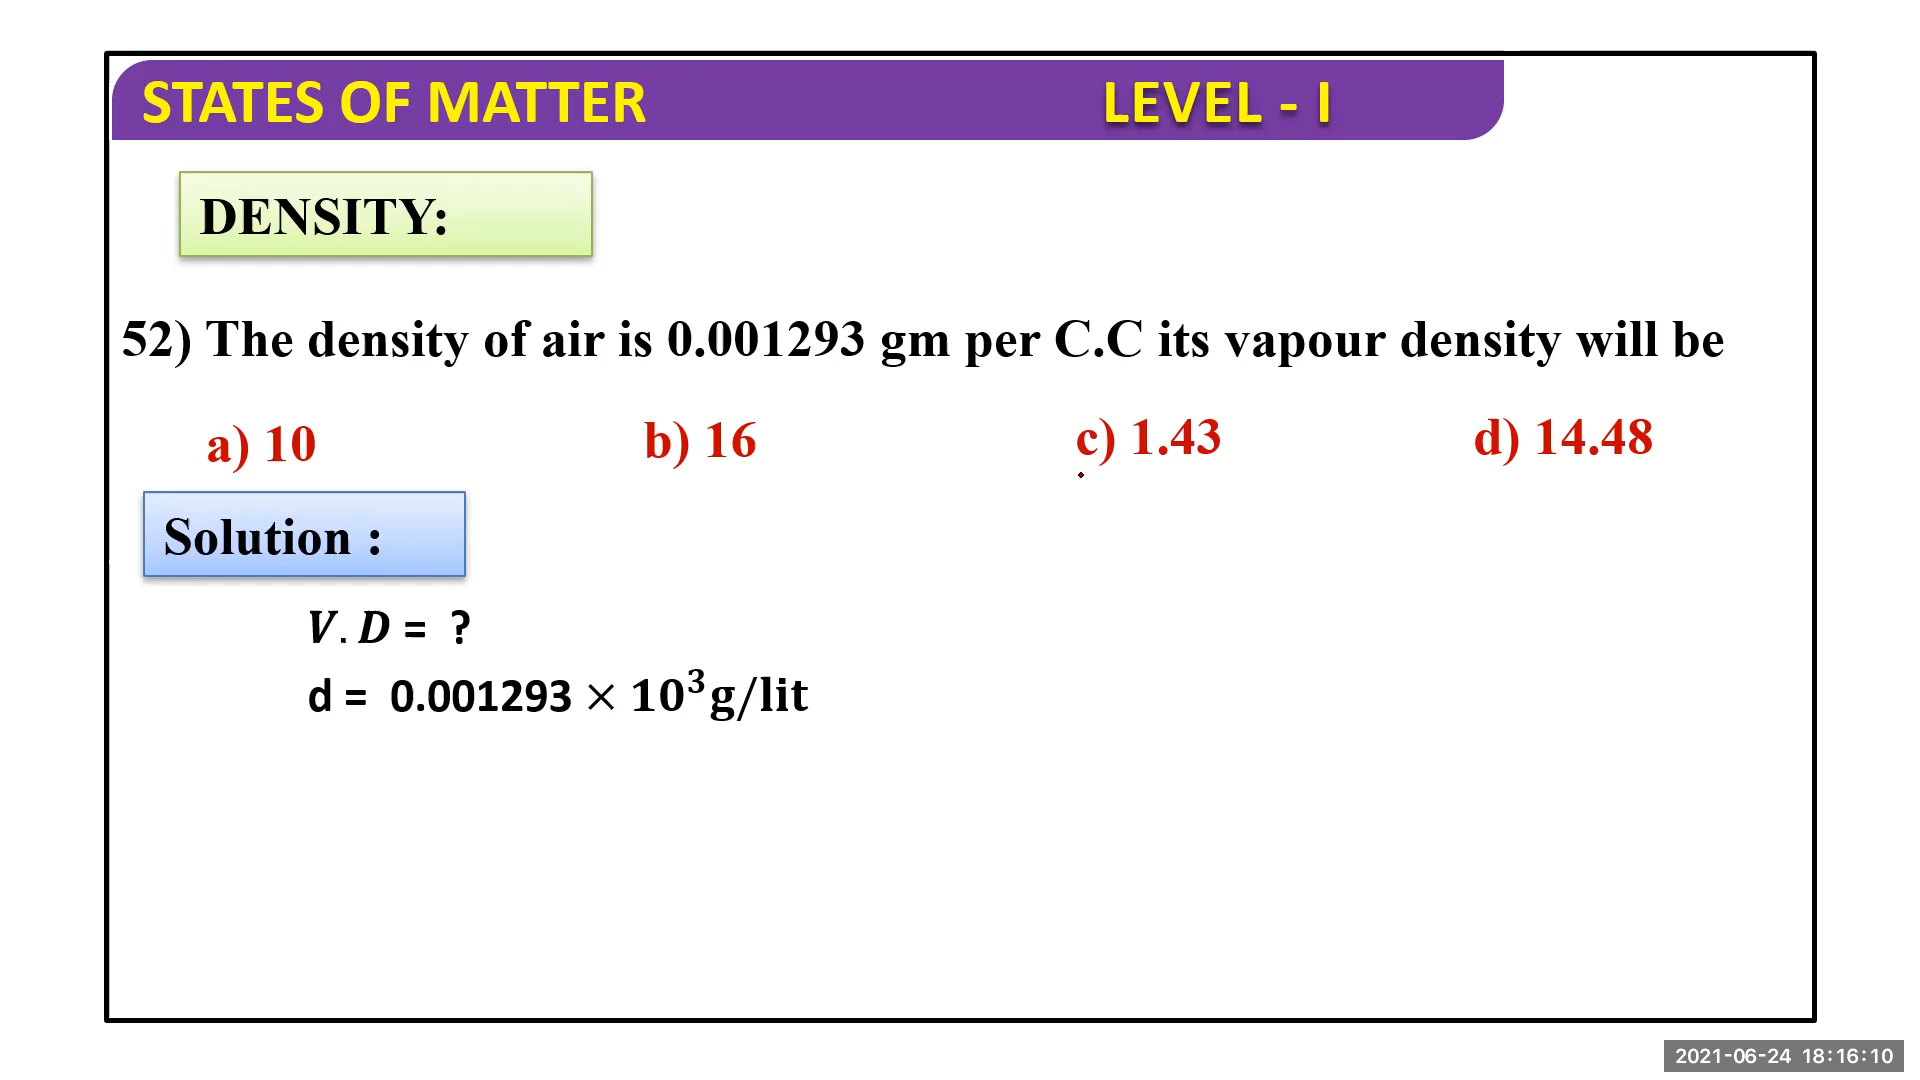 STATES OF MATTER LEVEL - I
DENSITY:
52) The density of air is 0.001293 gm per C.C its vapour density will be
a) 10 b) 16 c) 1.43 d) 14.48
Solution :
V.D = ?
d = 0.001293 × 10³g/lit
2021-06-24 18:16:10